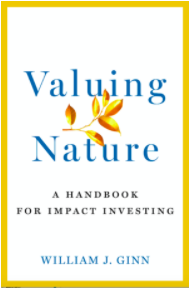 Valuing
Nature
A HANDBOOK
FOR IMPACT INVESTING
WILLIAM J. GINN